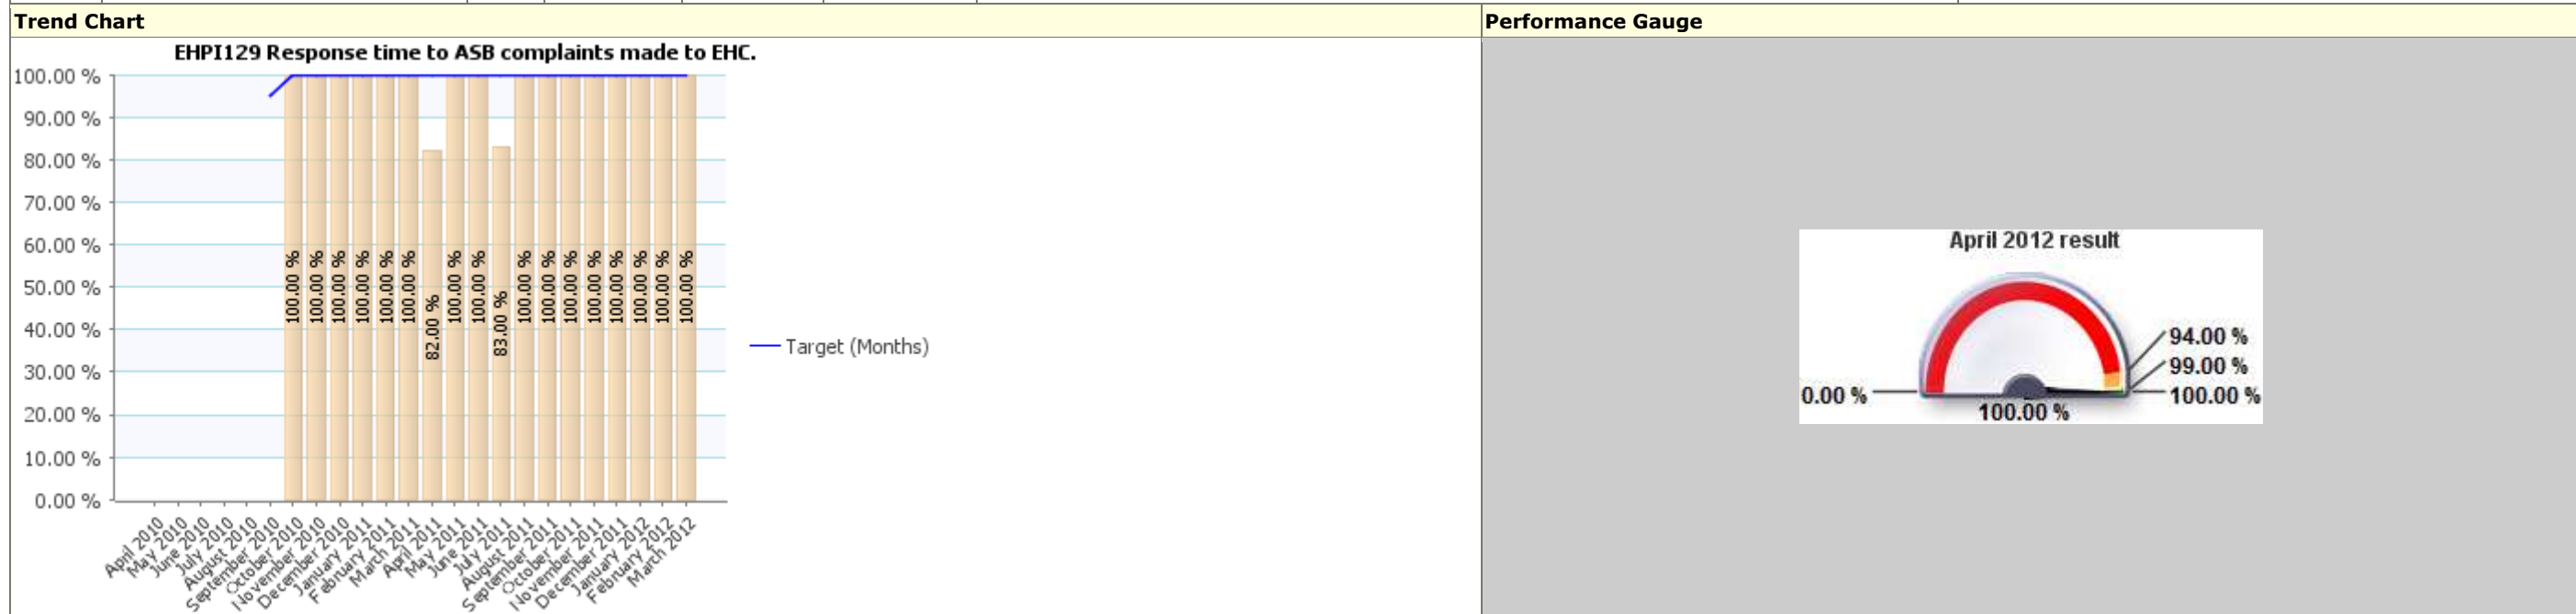 Trend Chart
Performance Gauge
EHPI129 Response time to ASB complaints made to EHC.
100.00 %
90.00 %
80.00 %
70.00 %
60.00 %
50.00 %
40.00 %
30.00 %
20.00 %
10.00 %
0.00 %
100.00 %
100.00 %
100.00 %
100.00 %
100.00 %
100.00 %
82.00 %
100.00 %
100.00 %
83.00 %
100.00 %
100.00 %
100.00 %
100.00 %
100.00 %
100.00 %
100.00 %
100.00 %
April 2010
May 2010
June 2010
July 2010
August 2010
September 2010
October 2010
November 2010
December 2010
January 2011
February 2011
March 2011
April 2011
May 2011
June 2011
July 2011
August 2011
September 2011
October 2011
November 2011
December 2011
January 2012
February 2012
March 2012
Target (Months)
April 2012 result
94.00 %
99.00 %
0.00 %
100.00 %
100.00 %